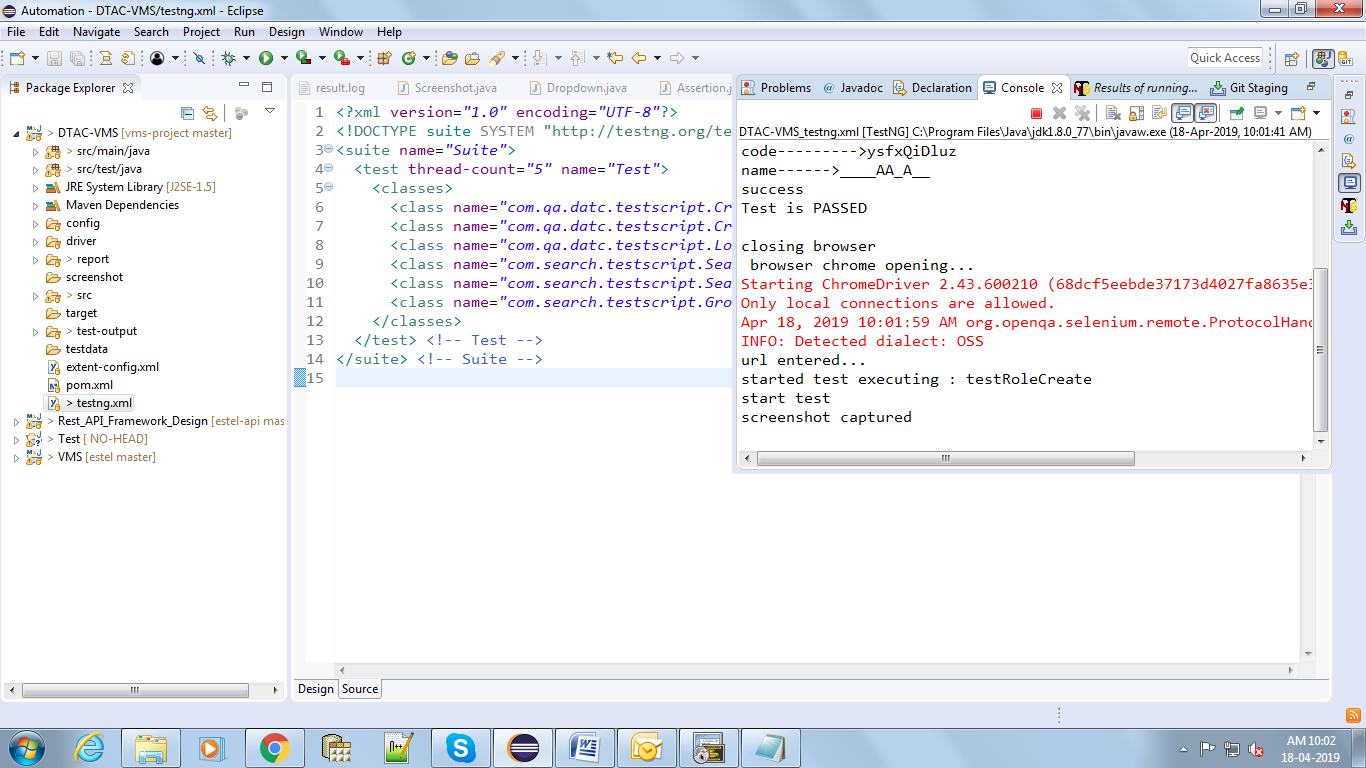 Automation - DTAC-VMS/testng.xml - Eclipse
File Edit Navigate Search Project Run Design Window Help
Quick Access
Package Explorer
DTAC-VMS [vms-project master]
> src/main/java
> src/test/java
JRE System Library [J2SE-1.5]
Maven Dependencies
config
driver
> report
screenshot
> src
target
> test-output
testdata
extent-config.xml
pom.xml
> testng.xml
> Rest_API_Framework_Design [estel-api mas
> Test [ NO-HEAD]
> VMS [estel master]
result.log Screenshot.java Dropdown.java Assertion.j
1 <?xml version="1.0" encoding="UTF-8"?>
2 <!DOCTYPE suite SYSTEM "http://testng.org/te
3 <suite name="Suite">
4 <test thread-count="5" name="Test">
5 <classes>
6 <class name="com.qa.datc.testscript.Cr
7 <class name="com.qa.datc.testscript.Cr
8 <class name="com.qa.datc.testscript.Lo
9 <class name="com.search.testscript.Sea
10 <class name="com.search.testscript.Sea
11 <class name="com.search.testscript.Gro
12 </classes>
13 </test> <!-- Test -->
14 </suite> <!-- Suite -->
15
Design Source
Problems Javadoc Declaration Console Results of running... Git Staging
DTAC-VMS_testng.xml [TestNG] C:\Program Files\Java\jdk1.8.0_77\bin\javaw.exe (18-Apr-2019, 10:01:41 AM)
code--------->ysfxQiDluz
name------>____AA_A__
success
Test is PASSED
closing browser
browser chrome opening...
Starting ChromeDriver 2.43.600210 (68dcf5eebde37173d4027fa8635e3
Only local connections are allowed.
Apr 18, 2019 10:01:59 AM org.openqa.selenium.remote.ProtocolHand
INFO: Detected dialect: OSS
url entered...
started test executing : testRoleCreate
start test
screenshot captured
AM 10:02
18-04-2019